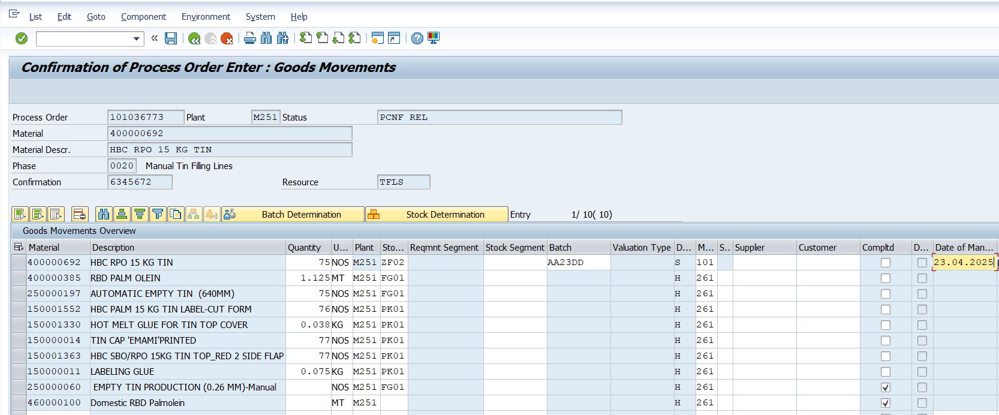 List Edit Goto Component Environment System Help
Confirmation of Process Order Enter : Goods Movements
Process Order 101036773 Plant M251 Status PCNF REL
Material 400000692
Material Descr. HBC RPO 15 KG TIN
Phase 0020 Manual Tin Filling Lines
Confirmation 6345672 Resource TFLS
Batch Determination Stock Determination Entry 1/ 10( 10)
Goods Movements Overview
Material Description Quantity U... Plant Sto... Reqmnt Segment Stock Segment Batch Valuation Type D... M... S.. Supplier Customer Compltd D... Date of Man...
400000692 HBC RPO 15 KG TIN 75 NOS M251 ZF02 AA23DD S 101 23.04.2025
400000385 RBD PALM OLEIN 1.125 MT M251 FG01 H 261
250000197 AUTOMATIC EMPTY TIN (640MM) 75 NOS M251 FG01 H 261
150001552 HBC PALM 15 KG TIN LABEL-CUT FORM 76 NOS M251 PK01 H 261
150001330 HOT MELT GLUE FOR TIN TOP COVER 0.038 KG M251 PK01 H 261
150000014 TIN CAP 'EMAMI'PRINTED 77 NOS M251 PK01 H 261
150001363 HBC SBO/RPO 15KG TIN TOP_RED 2 SIDE FLAP 77 NOS M251 PK01 H 261
150000011 LABELING GLUE 0.075 KG M251 PK01 H 261
250000060 EMPTY TIN PRODUCTION (0.26 MM)-Manual NOS M251 FG01 H 261
460000100 Domestic RBD Palmolein MT M251 H 261